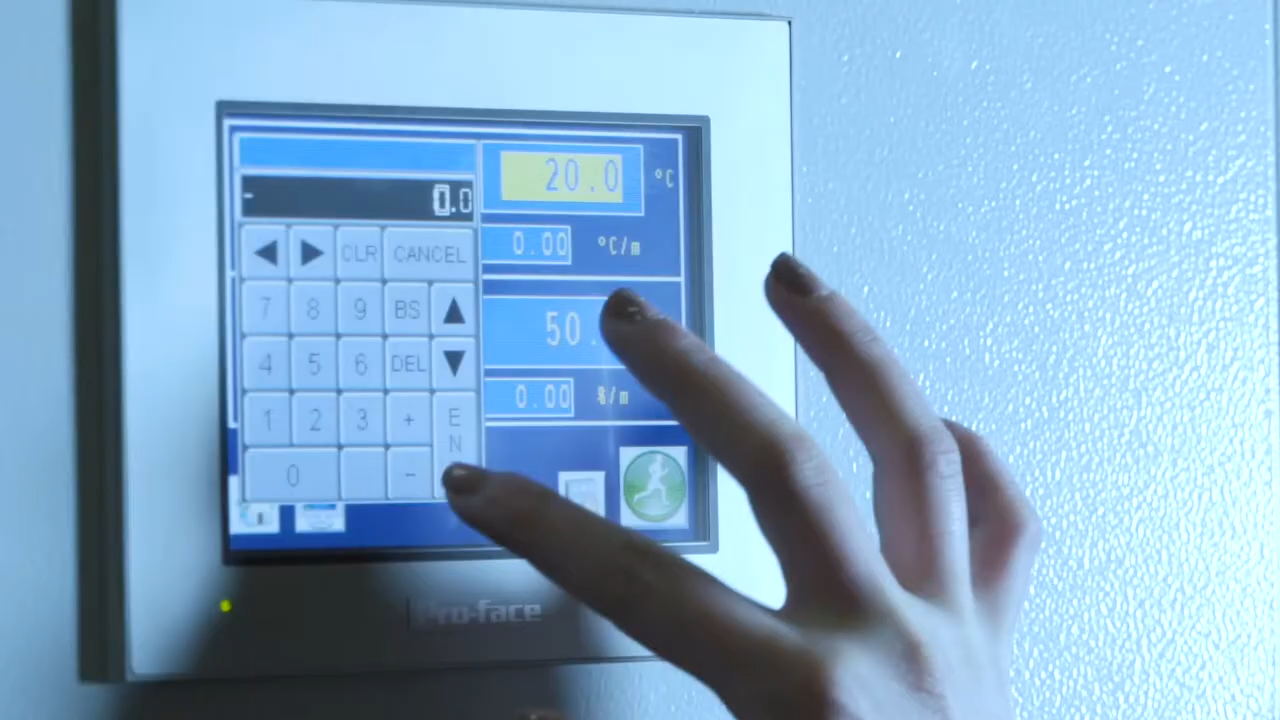 20.0 °C
- 0.0
0.00 °C/m
◀ ▶ CLR CANCEL
7 8 9 BS ▲
50.
4 5 6 DEL ▼
0.00 %/m
1 2 3 + EN
0 -
Pro-face